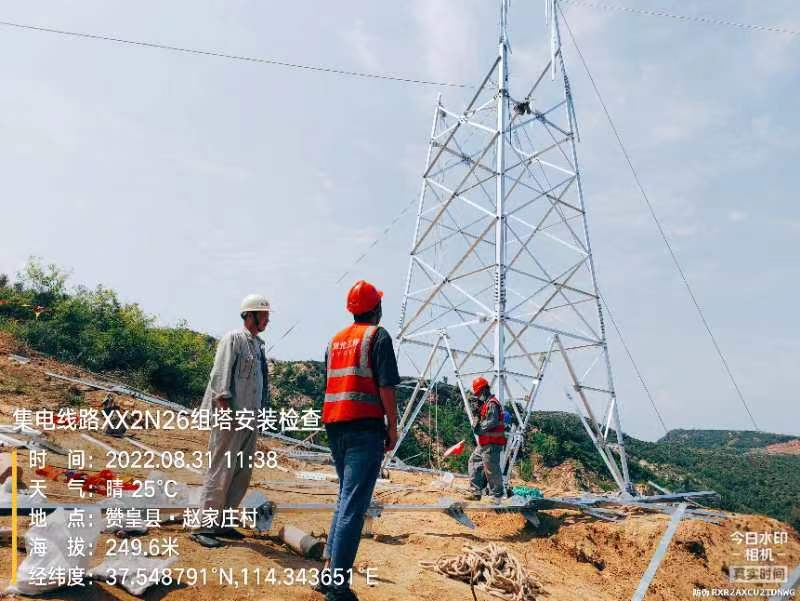 集电线路XX2N26组塔安装检查
时 间：2022.08.31 11:38
天 气：晴 25℃
地 点：赞皇县·赵家庄村
海 拔：249.6米
经纬度：37.548791°N,114.343651°E
今日水印
相机
真实时间
防伪 RXR2AXCU2TDNWG